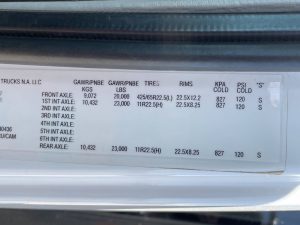 TRUCKS N.A. LLC
GAWR/PNBE GAWR/PNBE TIRES RIMS KPA PSI "S"
KGS LBS COLD COLD
FRONT AXLE: 9,072 20,000 425/65R22.5(L) 22.5X12.2 827 120 S
1ST INT AXLE: 10,432 23,000 11R22.5(H) 22.5X8.25 827 120 S
2ND INT AXLE:
3RD INT AXLE:
4TH INT AXLE:
5TH INT AXLE:
6TH INT AXLE:
REAR AXLE: 10,432 23,000 11R22.5(H) 22.5X8.25 827 120 S